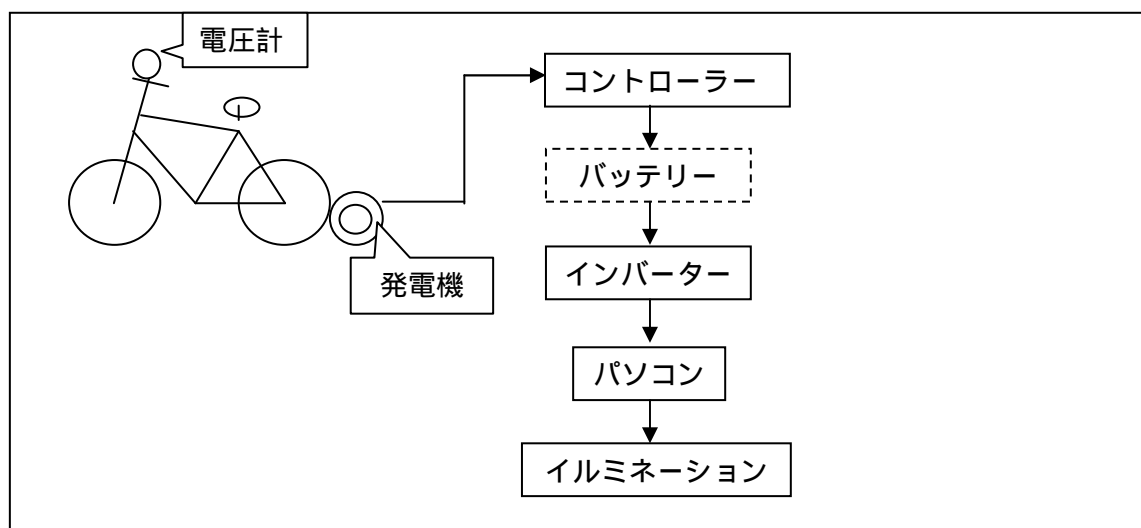 電圧計
コントローラー
バッテリー
インバーター
発電機
パソコン
イルミネーション